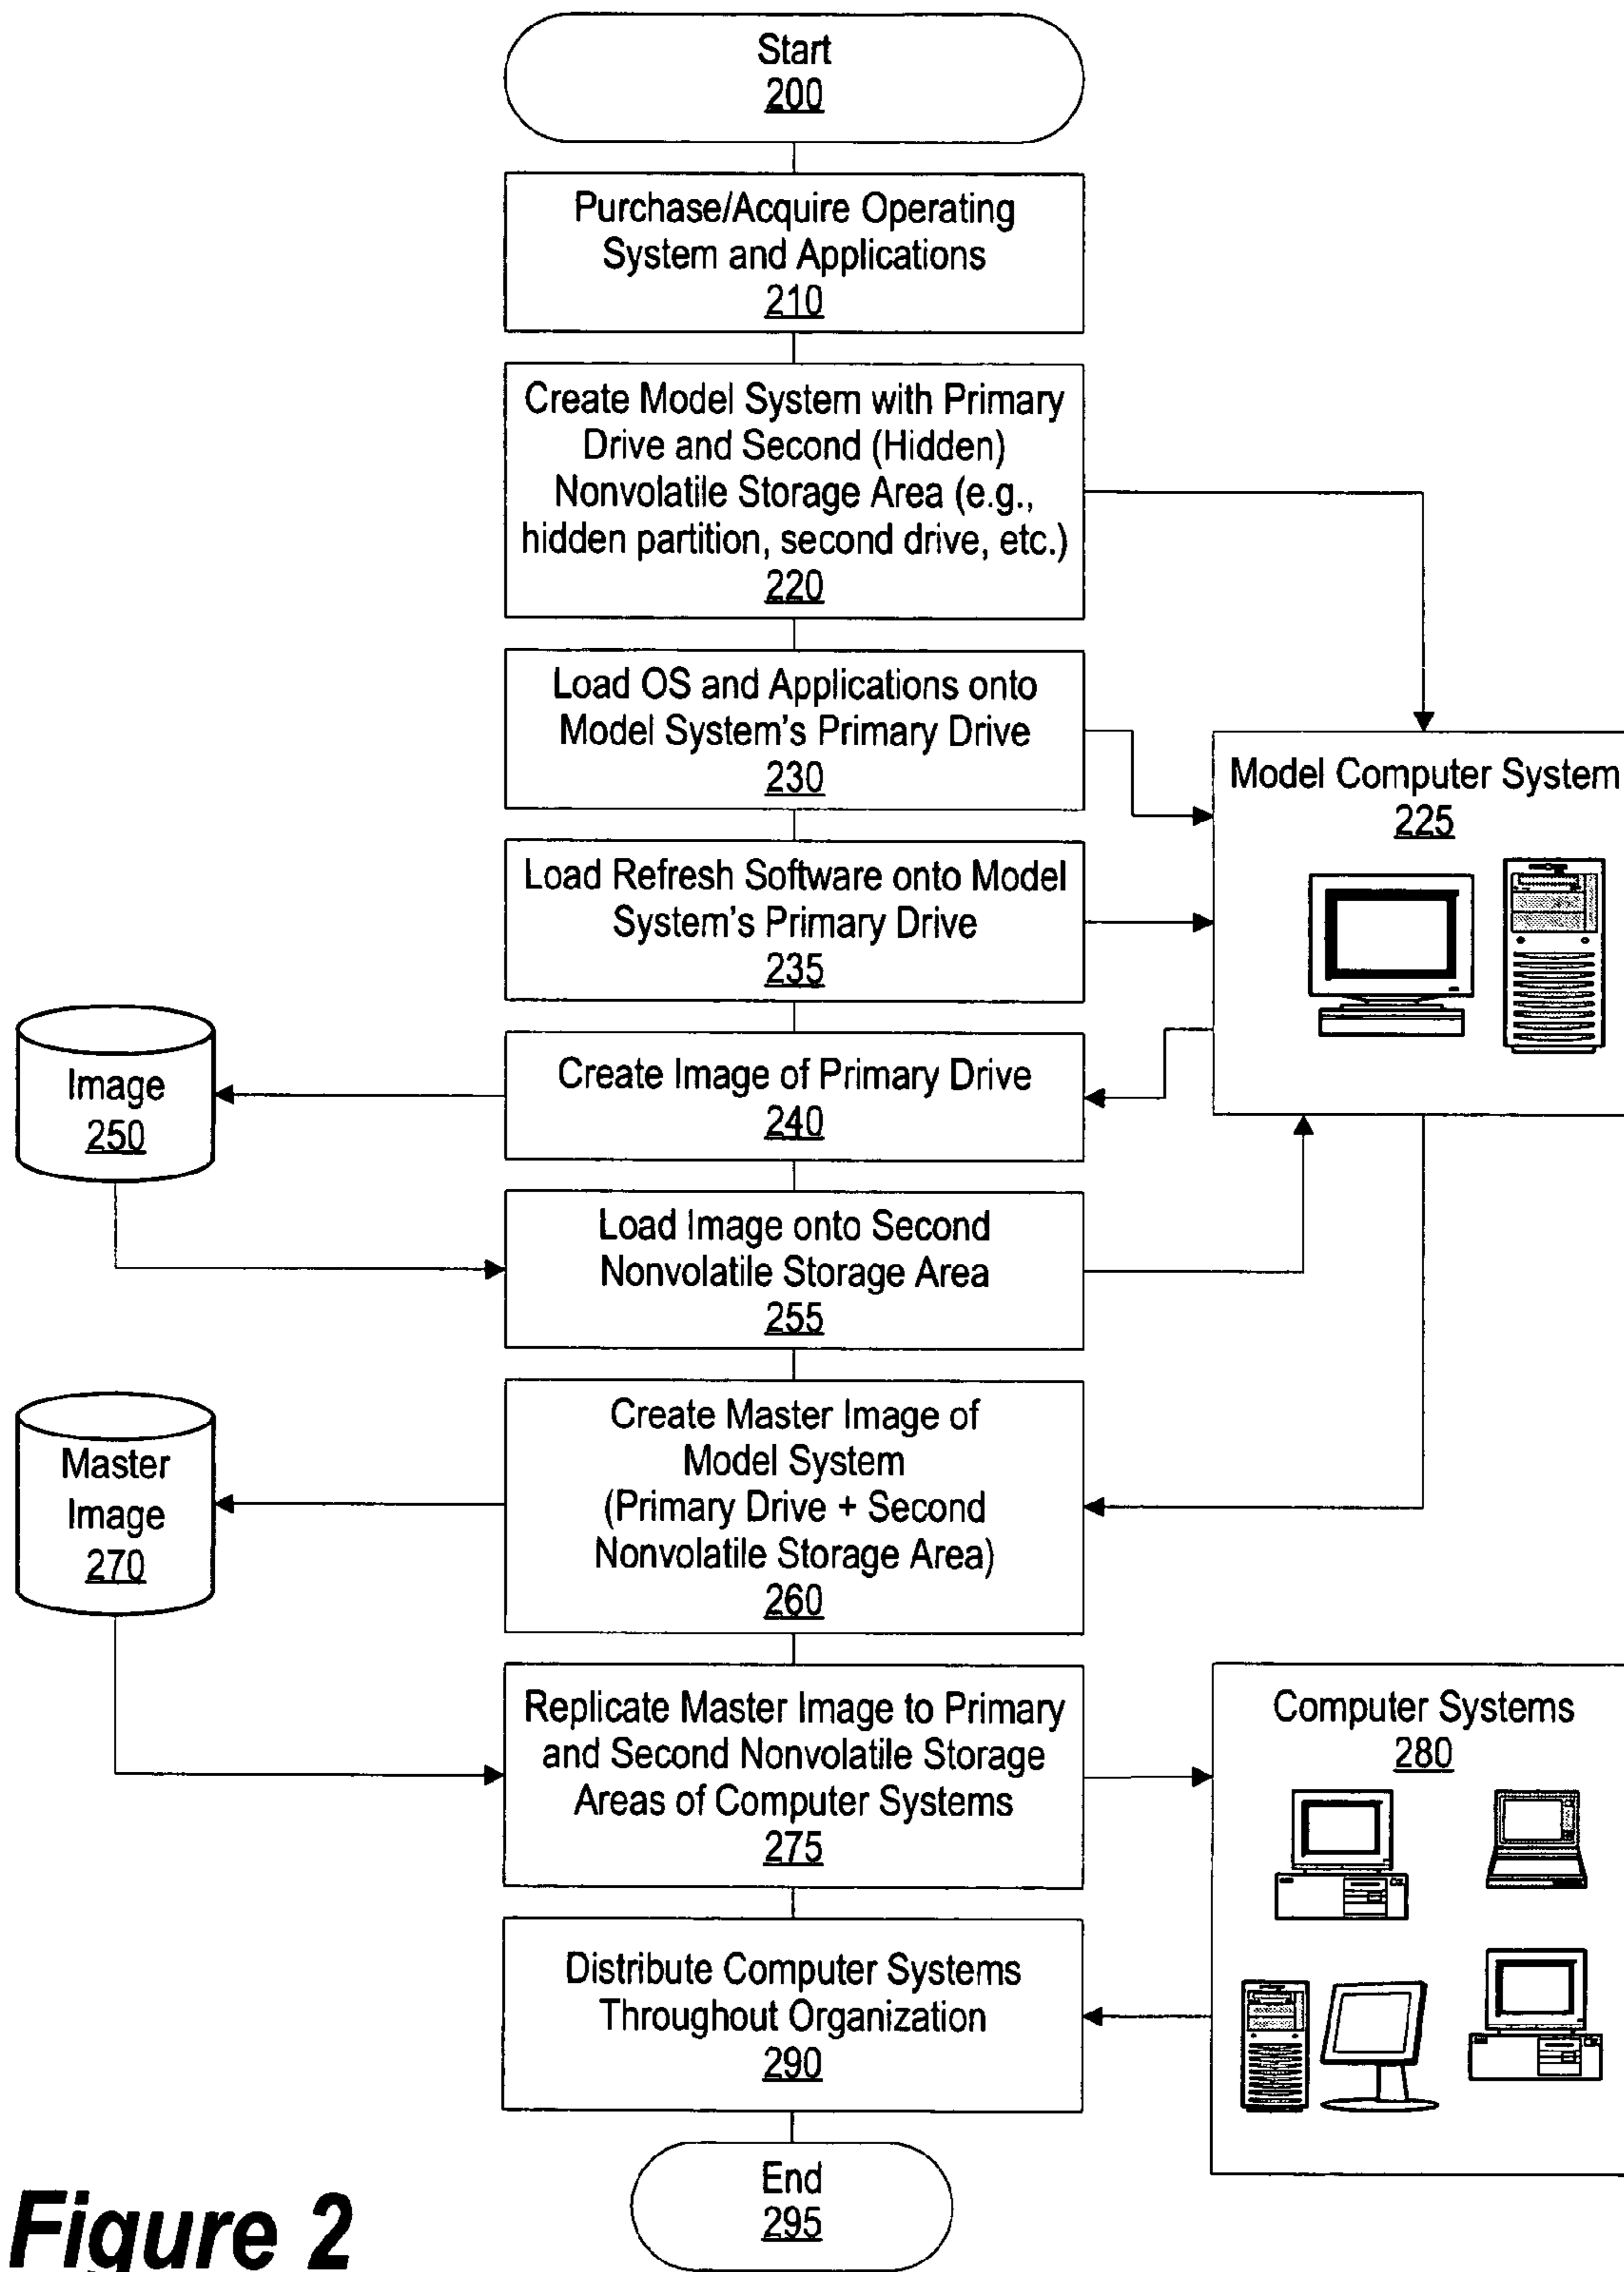 Start
200
Purchase/Acquire Operating
System and Applications
210
Create Model System with Primary
Drive and Second (Hidden)
Nonvolatile Storage Area (e.g.,
hidden partition, second drive, etc.)
220
Load OS and Applications onto
Model System's Primary Drive
230
Model Computer System
225
Load Refresh Software onto Model
System's Primary Drive
235
Image
250
Create Image of Primary Drive
240
Load Image onto Second
Nonvolatile Storage Area
255
Master
Image
270
Create Master Image of
Model System
(Primary Drive + Second
Nonvolatile Storage Area)
260
Replicate Master Image to Primary
and Second Nonvolatile Storage
Areas of Computer Systems
275
Computer Systems
280
Distribute Computer Systems
Throughout Organization
290
End
295
Figure 2